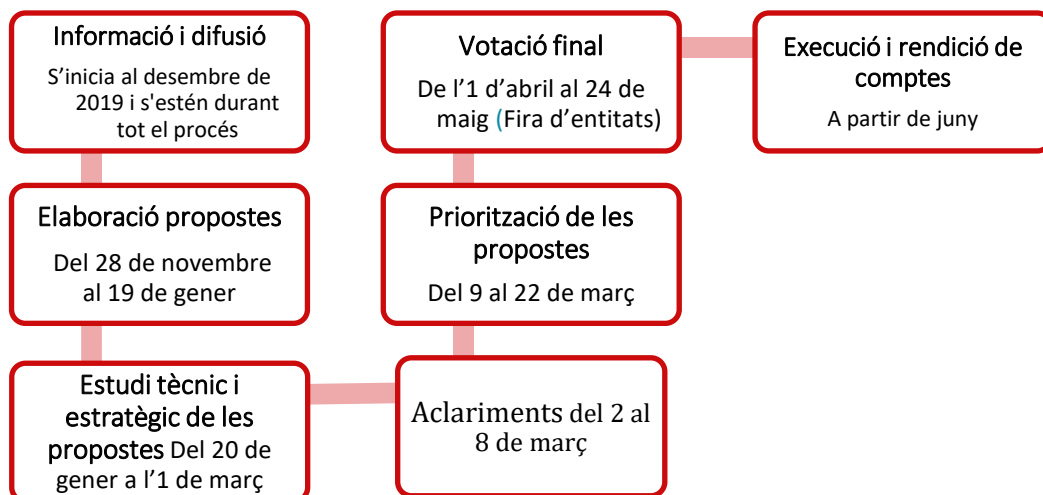 Informació i difusió
S’inicia al desembre de
2019 i s'estén durant
tot el procés
Elaboració propostes
Del 28 de novembre
al 19 de gener
Estudi tècnic i
estratègic de les
propostes Del 20 de
gener a l’1 de març
Aclariments del 2 al
8 de març
Priorització de les
propostes
Del 9 al 22 de març
Votació final
De l’1 d’abril al 24 de
maig (Fira d’entitats)
Execució i rendició de
comptes
A partir de juny